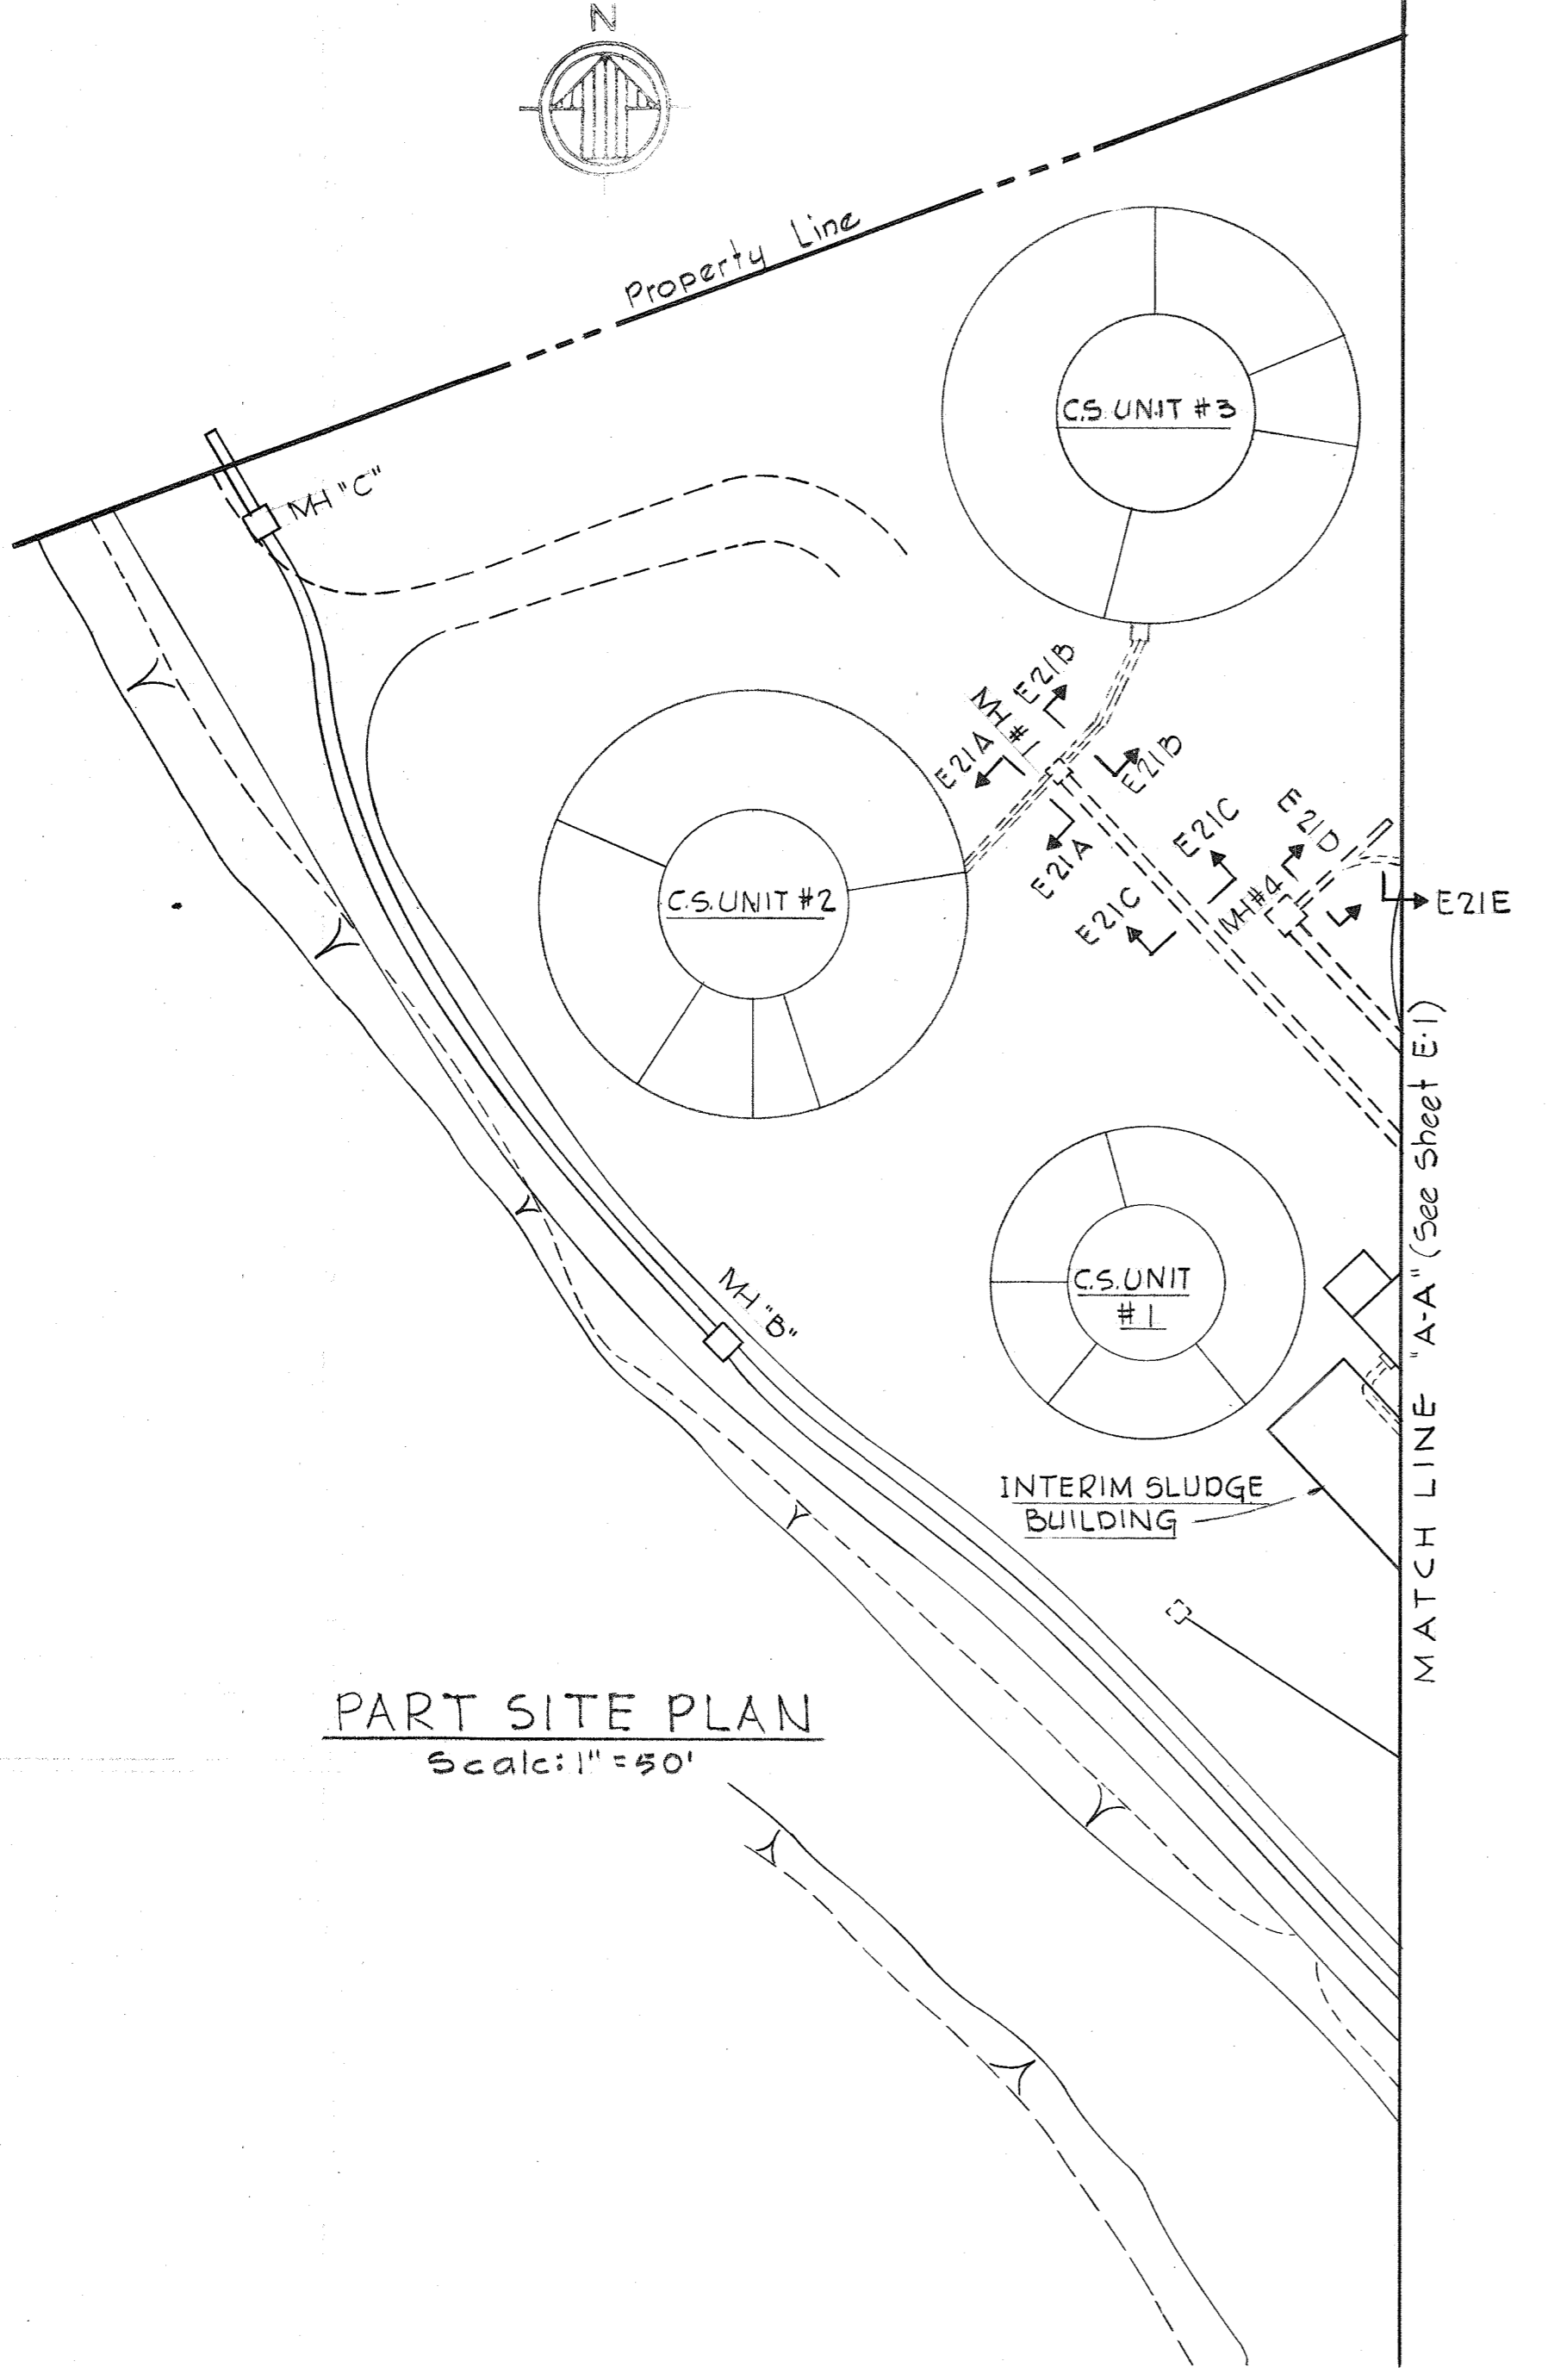 N
Property Line
C.S. UNIT #3
MH "C"
MH #1
E21B
E21A
E21B
E21A
E21C
E21D
E21C
MH#4
E21E
C.S. UNIT #2
C.S. UNIT
#1
MH "B"
INTERIM SLUDGE
BUILDING
MATCH LINE "A-A" (See Sheet E-1)
PART SITE PLAN
Scale: 1" = 50'